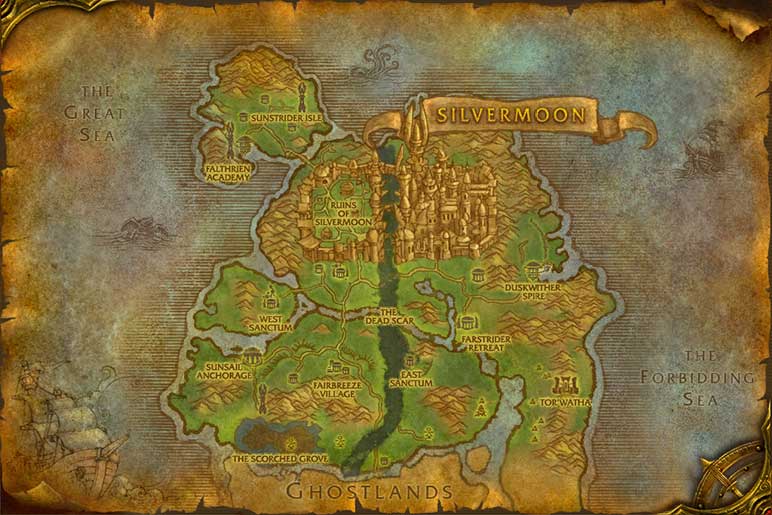 THE
GREAT
SEA
SILVERMOON
SUNSTRIDER ISLE
FALTHRIEN
ACADEMY
RUINS
OF
SILVERMOON
DUSKWITHER
SPIRE
WEST
SANCTUM
THE
DEAD SCAR
FARSTRIDER
RETREAT
SUNSAIL
ANCHORAGE
FAIRBREEZE
VILLAGE
EAST
SANCTUM
THE
FORBIDDING
SEA
TOR'WATHA
THE SCORCHED GROVE
GHOSTLANDS